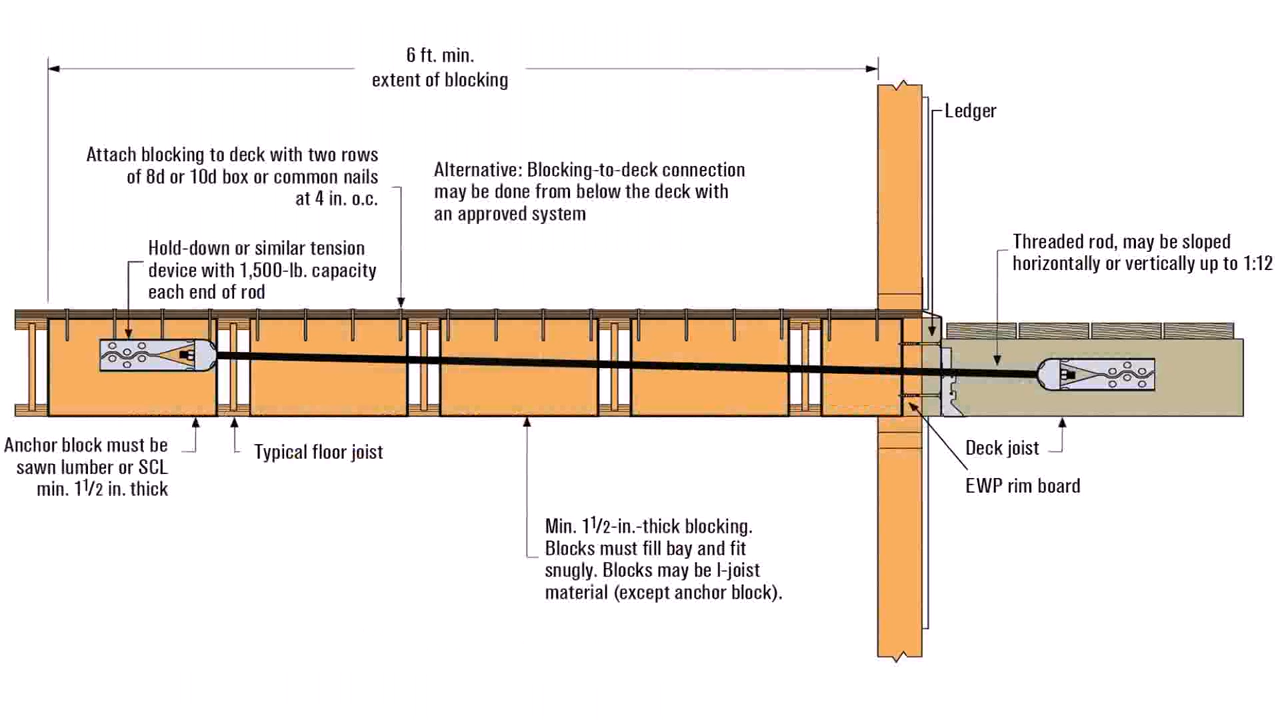 6 ft. min.
extent of blocking
Ledger
Attach blocking to deck with two rows
of 8d or 10d box or common nails
at 4 in. o.c.
Alternative: Blocking-to-deck connection
may be done from below the deck with
an approved system
Hold-down or similar tension
device with 1,500-lb. capacity
each end of rod
Threaded rod, may be sloped
horizontally or vertically up to 1:12
Anchor block must be
sawn lumber or SCL
min. 1 1/2 in. thick
Typical floor joist
Deck joist
EWP rim board
Min. 1 1/2-in.-thick blocking.
Blocks must fill bay and fit
snugly. Blocks may be I-joist
material (except anchor block).